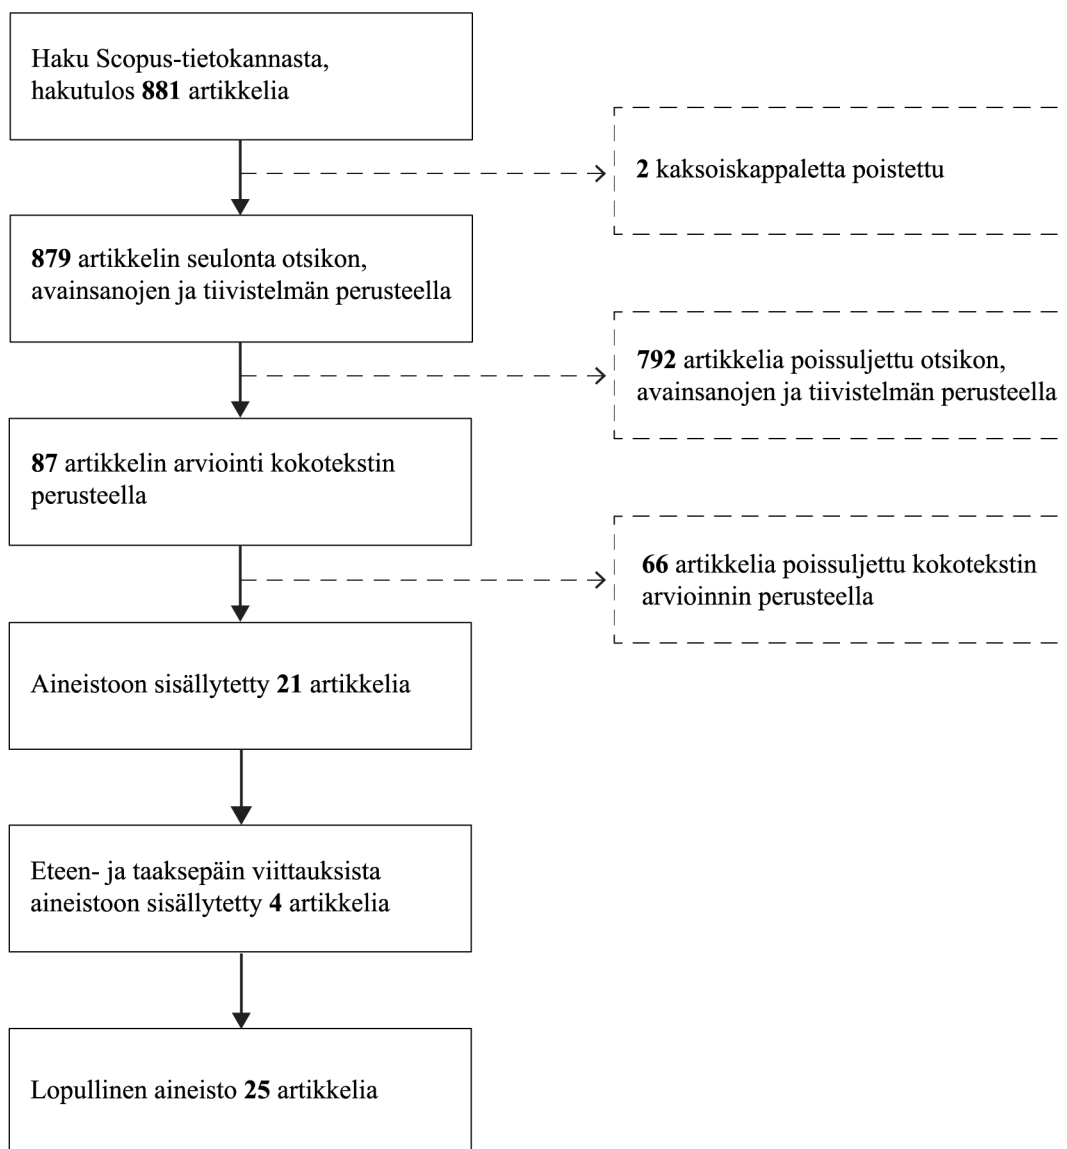 Haku Scopus-tietokannasta,
hakutulos 881 artikkelia
2 kaksoiskappaletta poistettu
879 artikkelin seulonta otsikon,
avainsanojen ja tiivistelmän perusteella
792 artikkelia poissuljettu otsikon,
avainsanojen ja tiivistelmän perusteella
87 artikkelin arviointi kokotekstin
perusteella
66 artikkelia poissuljettu kokotekstin
arvioinnin perusteella
Aineistoon sisällytetty 21 artikkelia
Eteen- ja taaksepäin viittauksista
aineistoon sisällytetty 4 artikkelia
Lopullinen aineisto 25 artikkelia